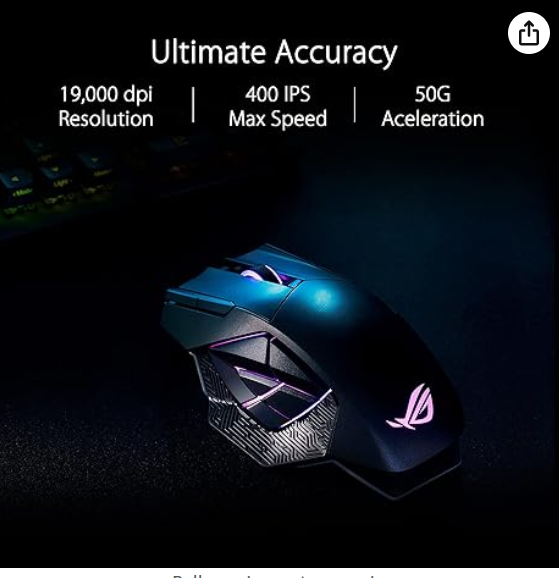 Ultimate Accuracy
19,000 dpi
Resolution
400 IPS
Max Speed
50G
Aceleration